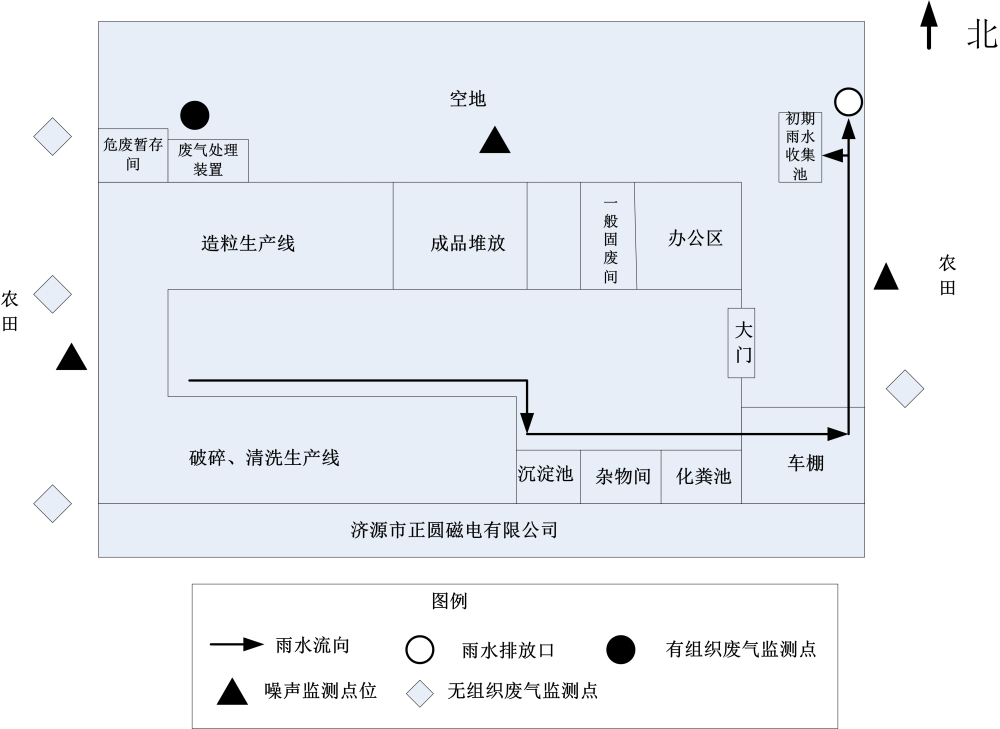 北
空地
初期
雨水
收集
池
危废暂存
间
废气处理
装置
造粒生产线
成品堆放
一
般
固
废
间
办公区
农
田
农
田
大
门
破碎、清洗生产线
沉淀池
杂物间
化粪池
车棚
济源市正圆磁电有限公司
图例
雨水流向
雨水排放口
有组织废气监测点
噪声监测点位
无组织废气监测点